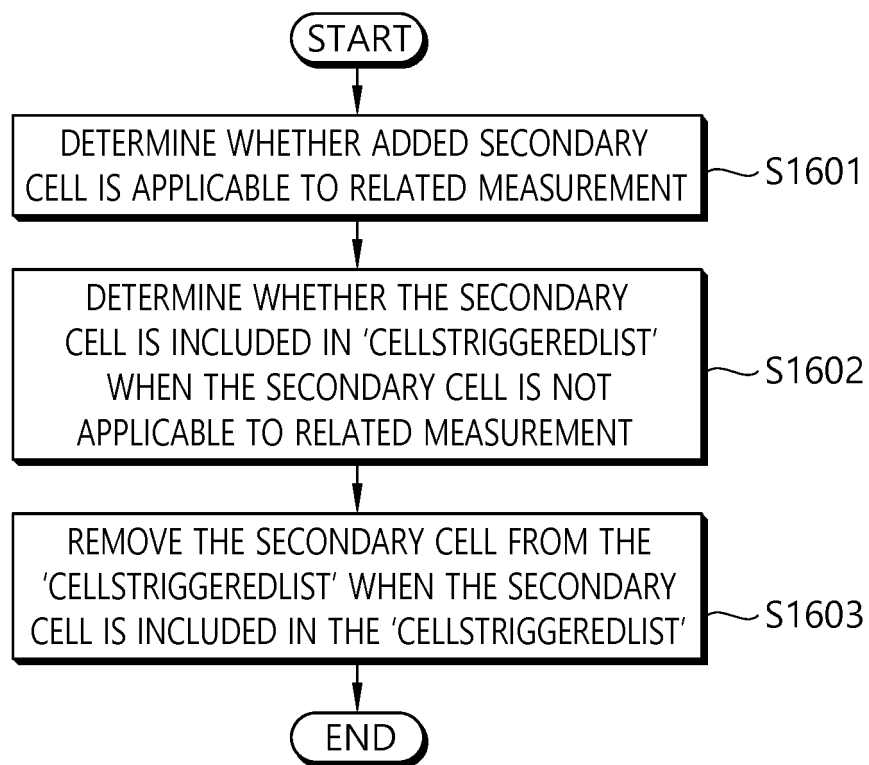 START
DETERMINE WHETHER ADDED SECONDARY
CELL IS APPLICABLE TO RELATED MEASUREMENT
S1601
DETERMINE WHETHER THE SECONDARY
CELL IS INCLUDED IN ‘CELLSTRIGGEREDLIST’
WHEN THE SECONDARY CELL IS NOT
APPLICABLE TO RELATED MEASUREMENT
S1602
REMOVE THE SECONDARY CELL FROM THE
‘CELLSTRIGGEREDLIST’ WHEN THE SECONDARY
CELL IS INCLUDED IN THE ‘CELLSTRIGGEREDLIST’
S1603
END